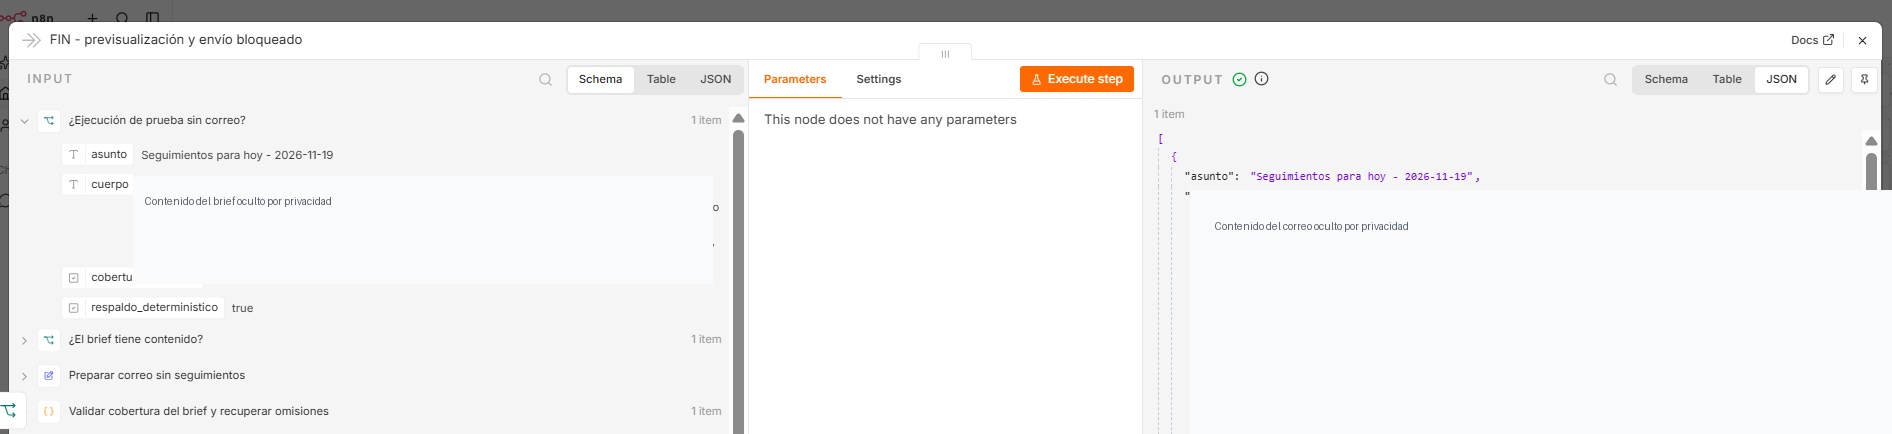 n8n
FIN - previsualización y envío bloqueado
Docs
INPUT
Schema
Table
JSON
¿Ejecución de prueba sin correo?
1 item
asunto
Seguimientos para hoy - 2026-11-19
cuerpo
Contenido del brief oculto por privacidad
o
cobertu
respaldo_deterministico
true
¿El brief tiene contenido?
1 item
Preparar correo sin seguimientos
Validar cobertura del brief y recuperar omisiones
1 item
Parameters
Settings
Execute step
This node does not have any parameters
OUTPUT
Schema
Table
JSON
1 item
[
{
"asunto": "Seguimientos para hoy - 2026-11-19",
"
Contenido del correo oculto por privacidad